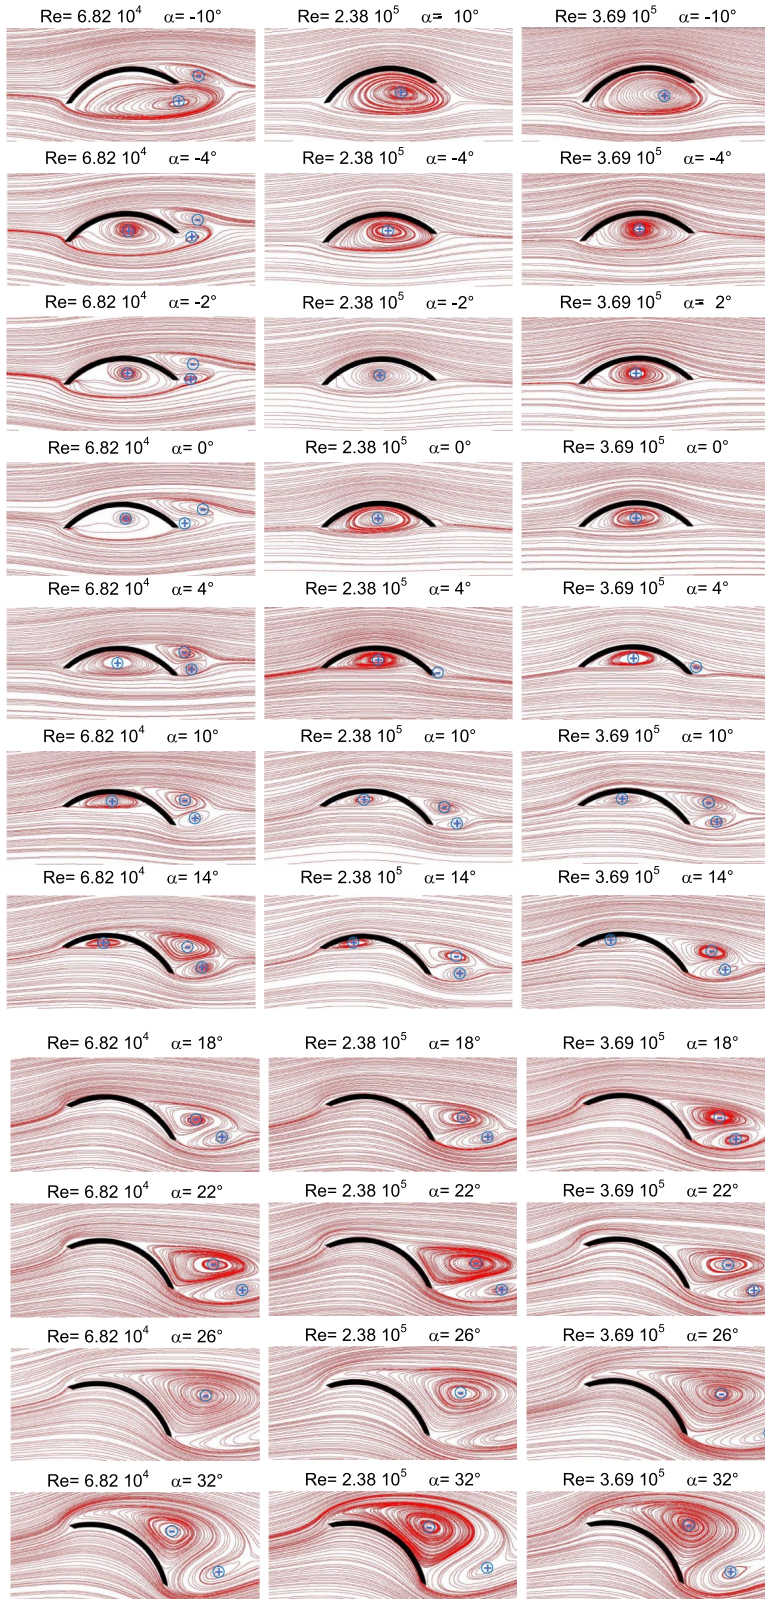 Re= 6.82 10⁴ α= -10° Re= 2.38 10⁵ α= 10° Re= 3.69 10⁵ α= -10°
Re= 6.82 10⁴ α= -4° Re= 2.38 10⁵ α= -4° Re= 3.69 10⁵ α= -4°
Re= 6.82 10⁴ α= -2° Re= 2.38 10⁵ α= -2° Re= 3.69 10⁵ α= 2°
Re= 6.82 10⁴ α= 0° Re= 2.38 10⁵ α= 0° Re= 3.69 10⁵ α= 0°
Re= 6.82 10⁴ α= 4° Re= 2.38 10⁵ α= 4° Re= 3.69 10⁵ α= 4°
Re= 6.82 10⁴ α= 10° Re= 2.38 10⁵ α= 10° Re= 3.69 10⁵ α= 10°
Re= 6.82 10⁴ α= 14° Re= 2.38 10⁵ α= 14° Re= 3.69 10⁵ α= 14°
Re= 6.82 10⁴ α= 18° Re= 2.38 10⁵ α= 18° Re= 3.69 10⁵ α= 18°
Re= 6.82 10⁴ α= 22° Re= 2.38 10⁵ α= 22° Re= 3.69 10⁵ α= 22°
Re= 6.82 10⁴ α= 26° Re= 2.38 10⁵ α= 26° Re= 3.69 10⁵ α= 26°
Re= 6.82 10⁴ α= 32° Re= 2.38 10⁵ α= 32° Re= 3.69 10⁵ α= 32°